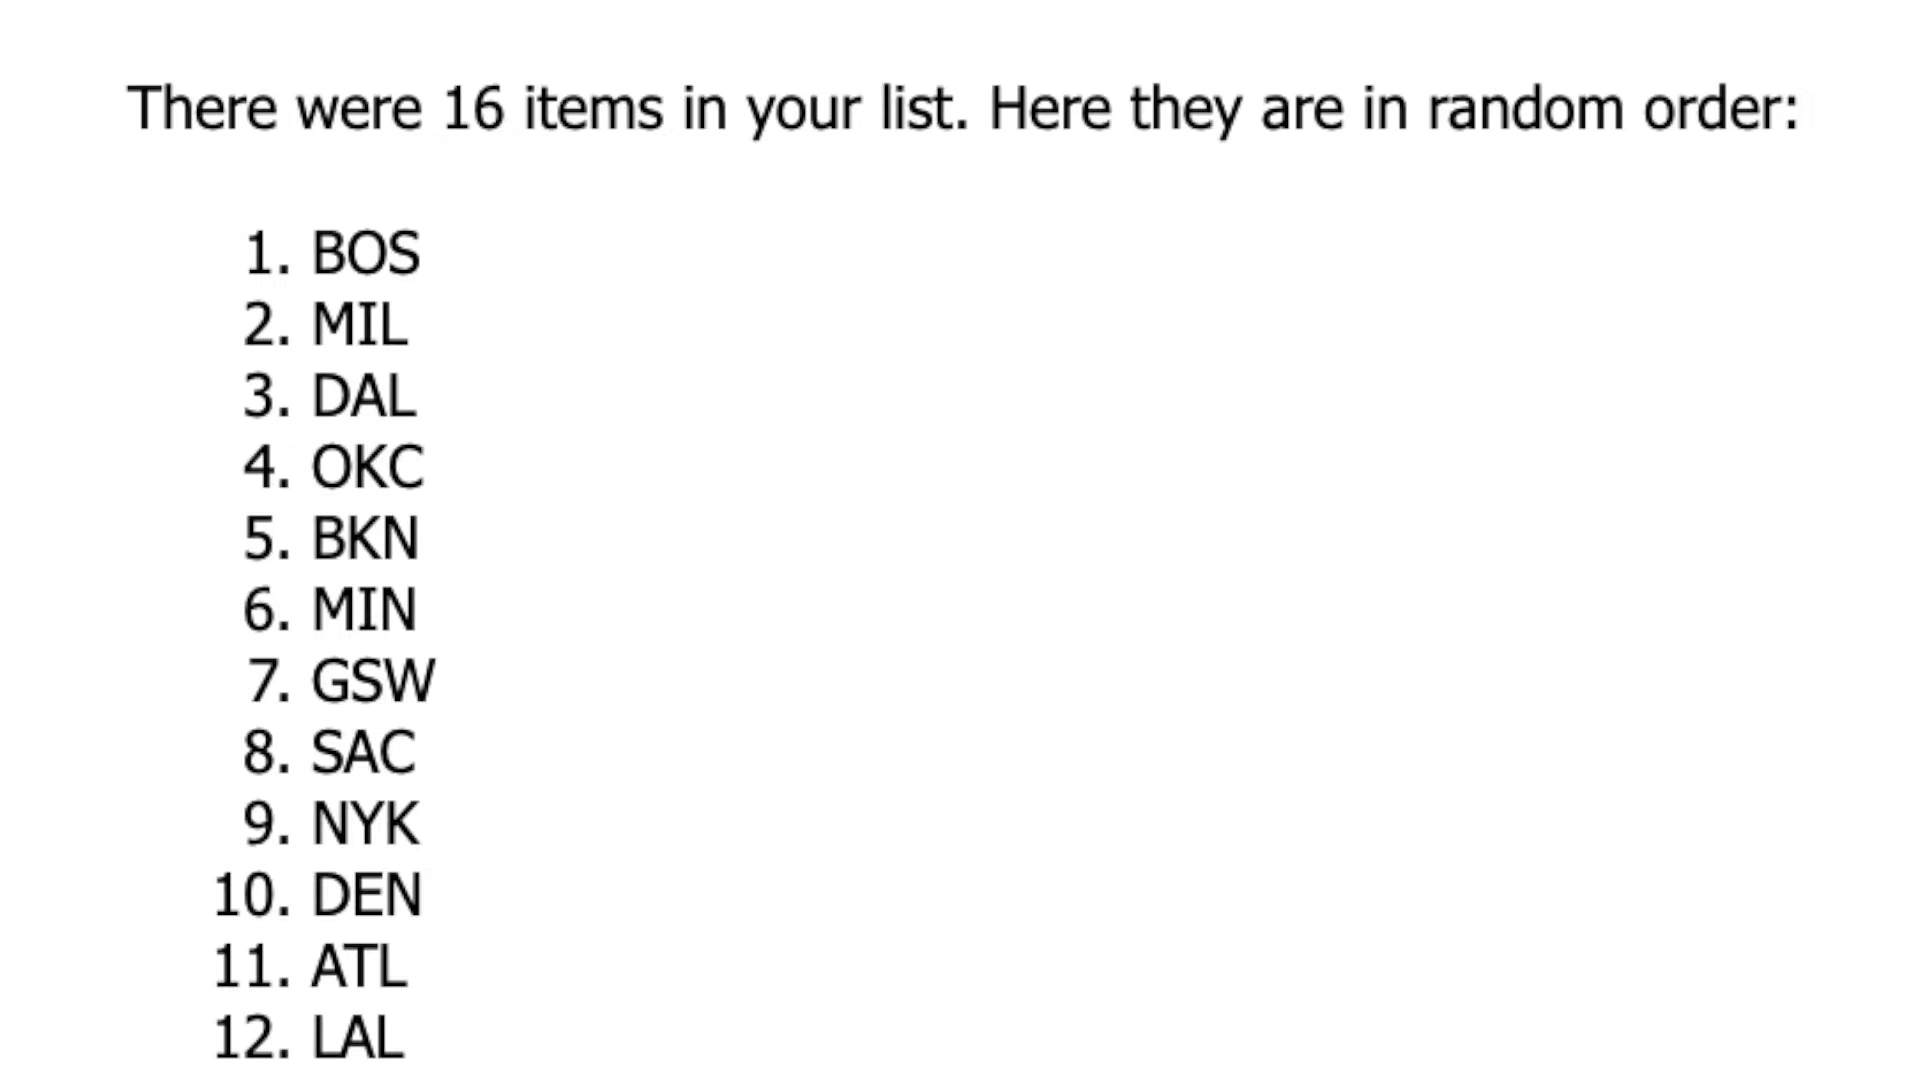 There were 16 items in your list. Here they are in random order:
1. BOS
2. MIL
3. DAL
4. OKC
5. BKN
6. MIN
7. GSW
8. SAC
9. NYK
10. DEN
11. ATL
12. LAL